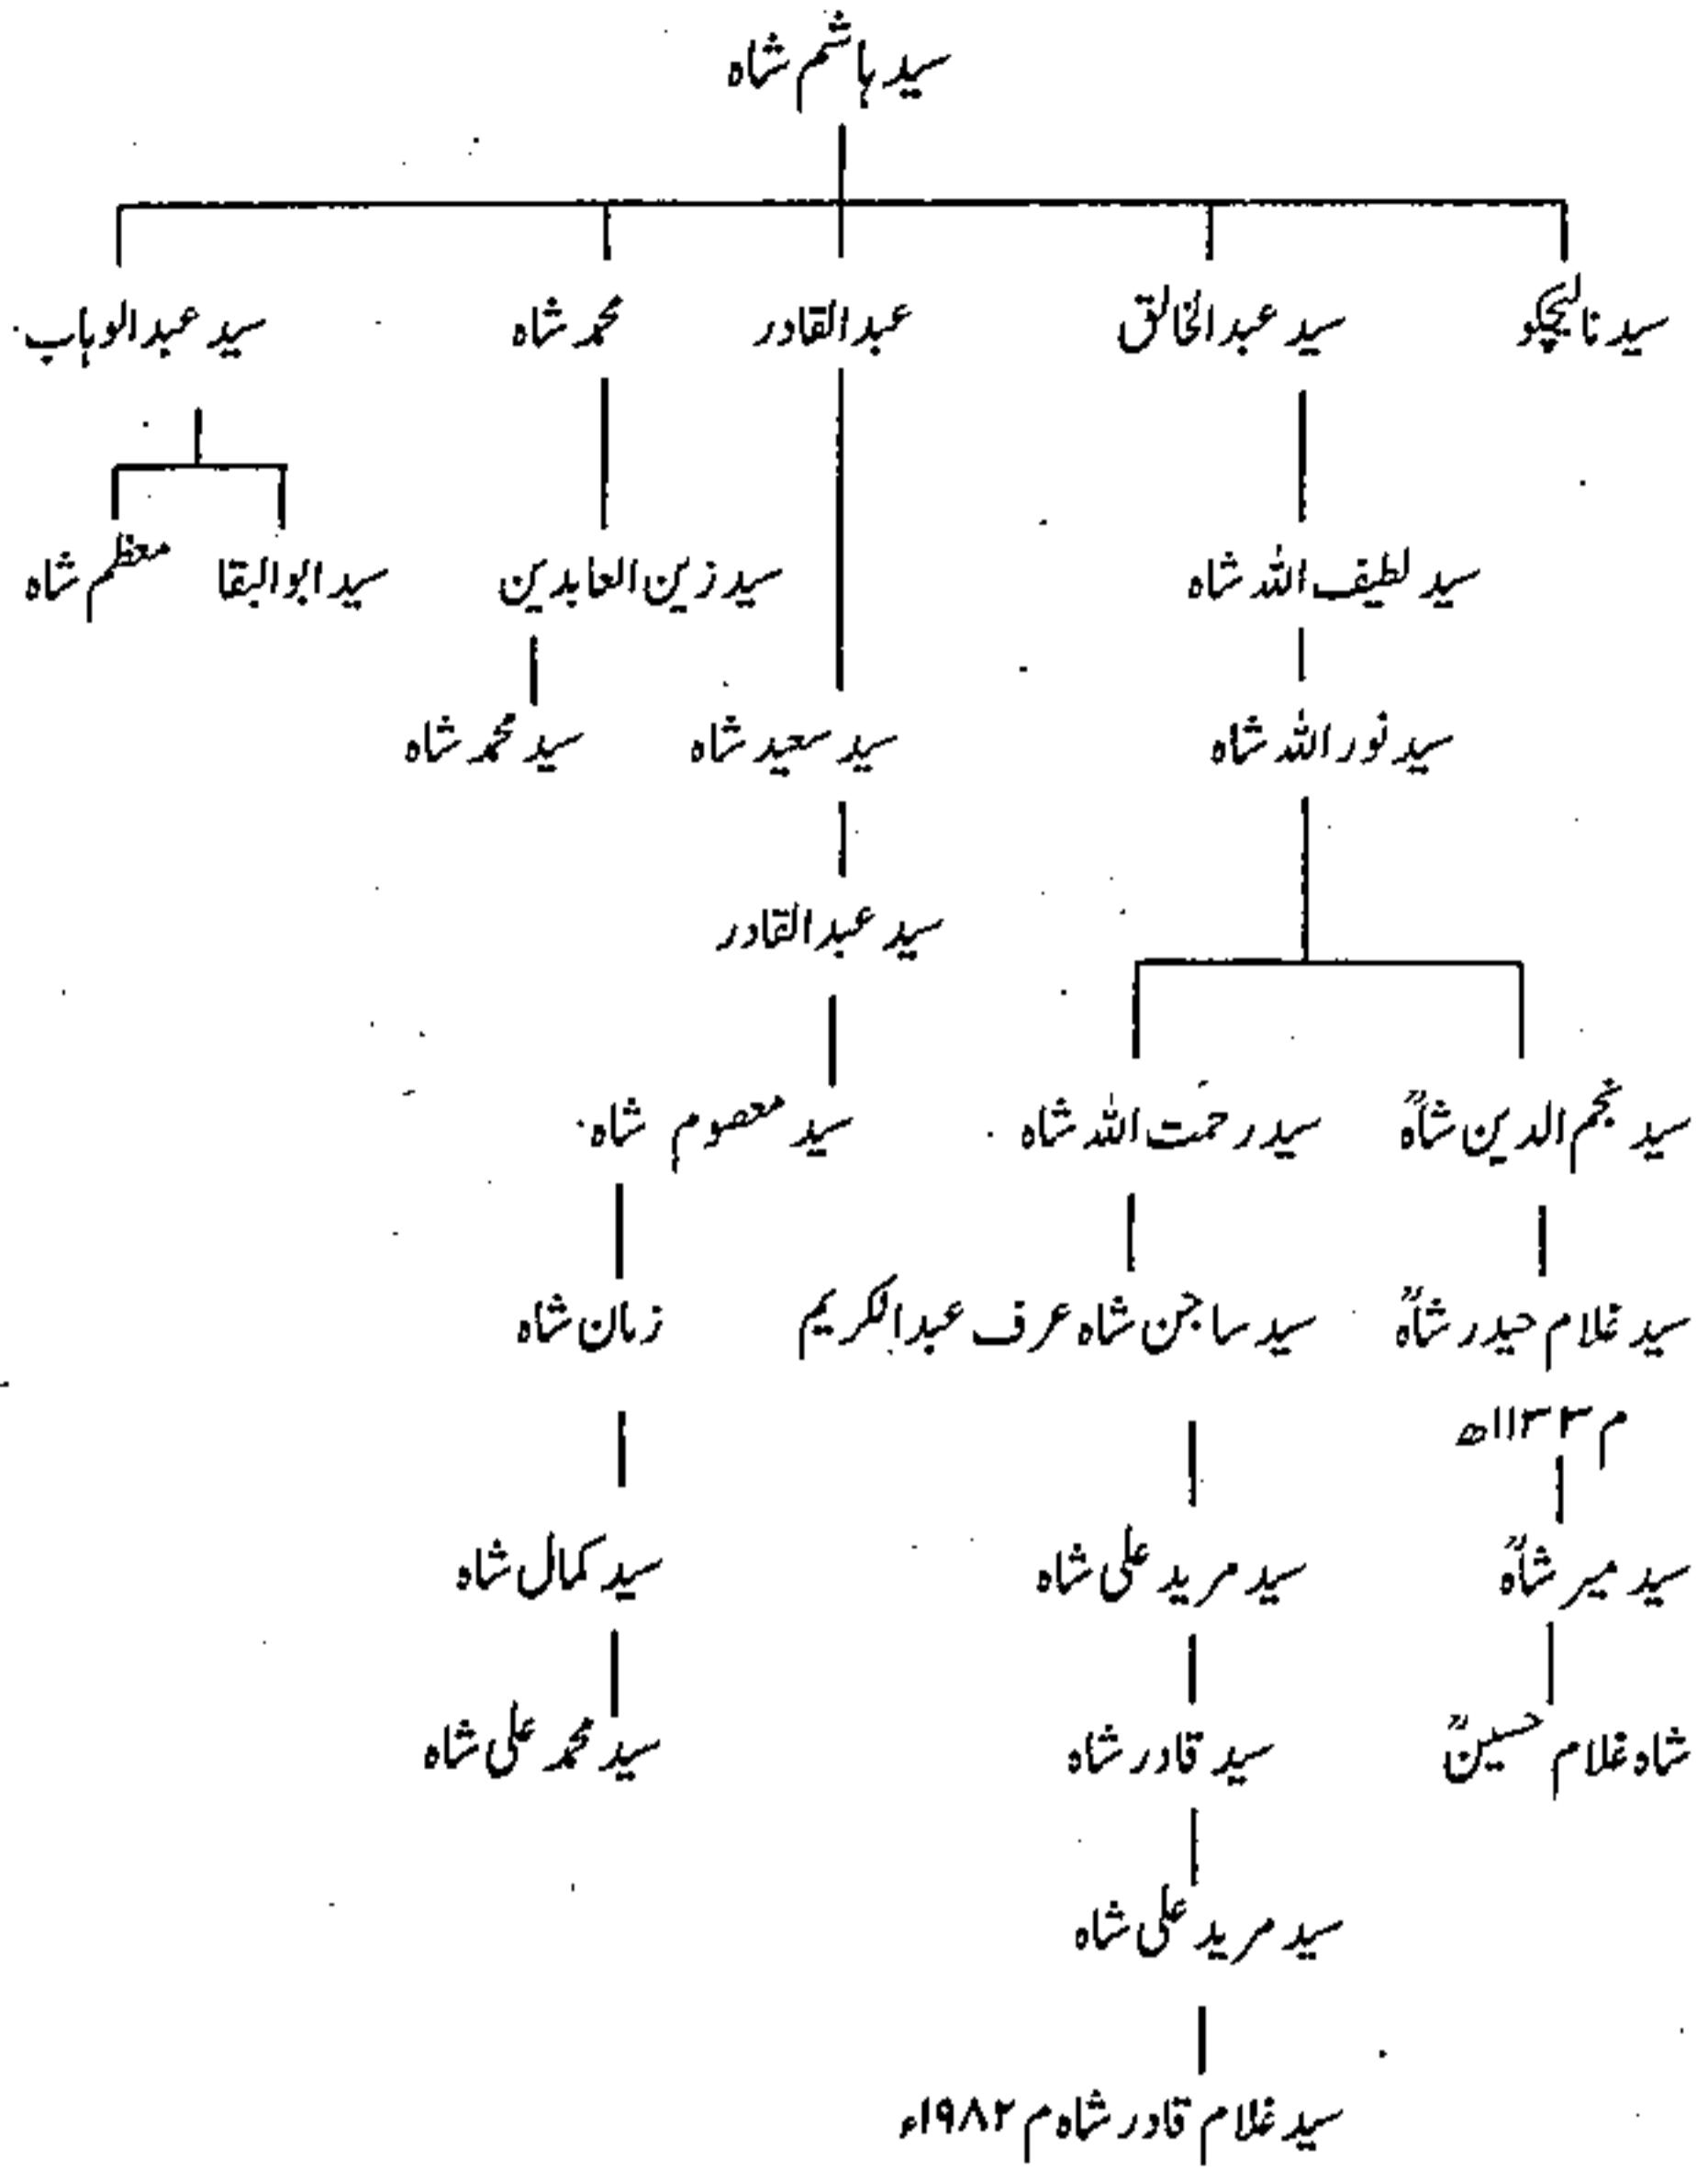 سید ہاشم شاہ
سید نالیچو
سید عبدالخالق
عبدالقادر
محمد شاہ
سید عبدالوہاب
سید لطیف اللہ شاہ
سید زین العابدین
سید ابوالبقا
معظم شاہ
سید نور اللہ شاہ
سید سعید شاہ
سید محمد شاہ
سید عبدالقادر
سید نجم الدین شاہؒ
سید رحمت اللہ شاہ
سید معصوم شاہ
سید غلام حیدر شاہؒ
سید ساجن شاہ عرف عبدالکریم
زمان شاہ
م ۱۱۳۳ھ
سید میر شاہؒ
سید مرید علی شاہ
سید کمال شاہ
شاہ غلام حسینؒ
سید قادر شاہ
سید محمد علی شاہ
سید مرید علی شاہ
سید غلام قادر شاہ م ۱۹۸۲ء